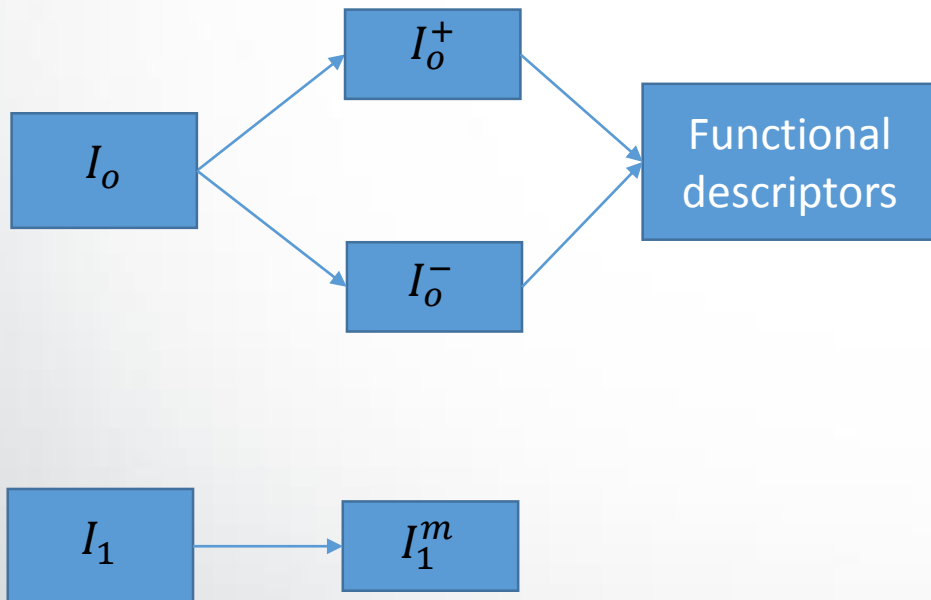 I_o^+
I_o
Functional
descriptors
I_o^-
I_1
I_1^m